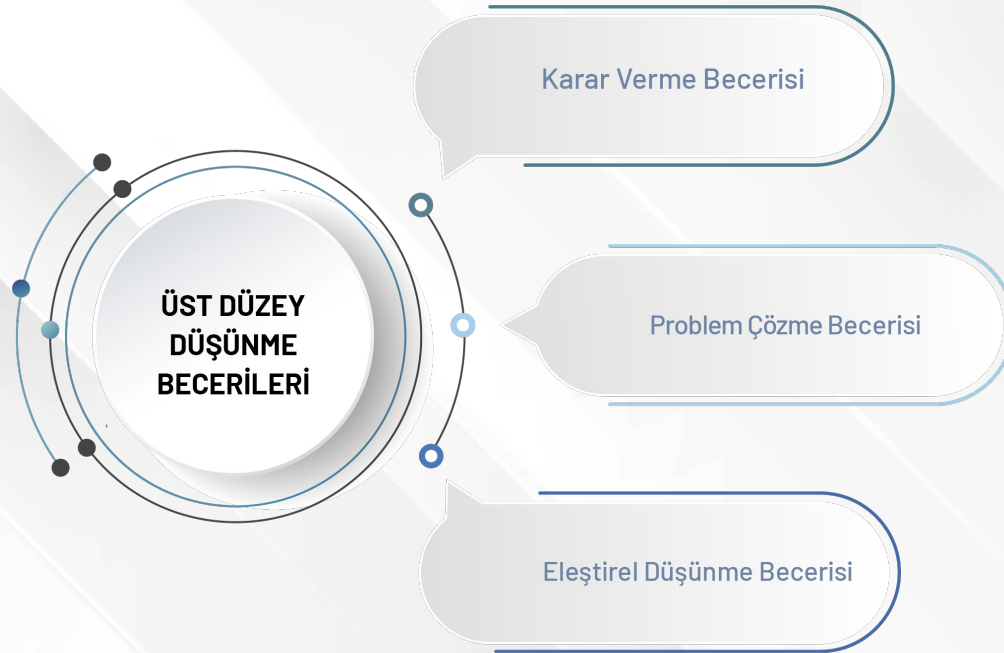 Karar Verme Becerisi
ÜST DÜZEY
DÜŞÜNME
BECERİLERİ
Problem Çözme Becerisi
Eleştirel Düşünme Becerisi